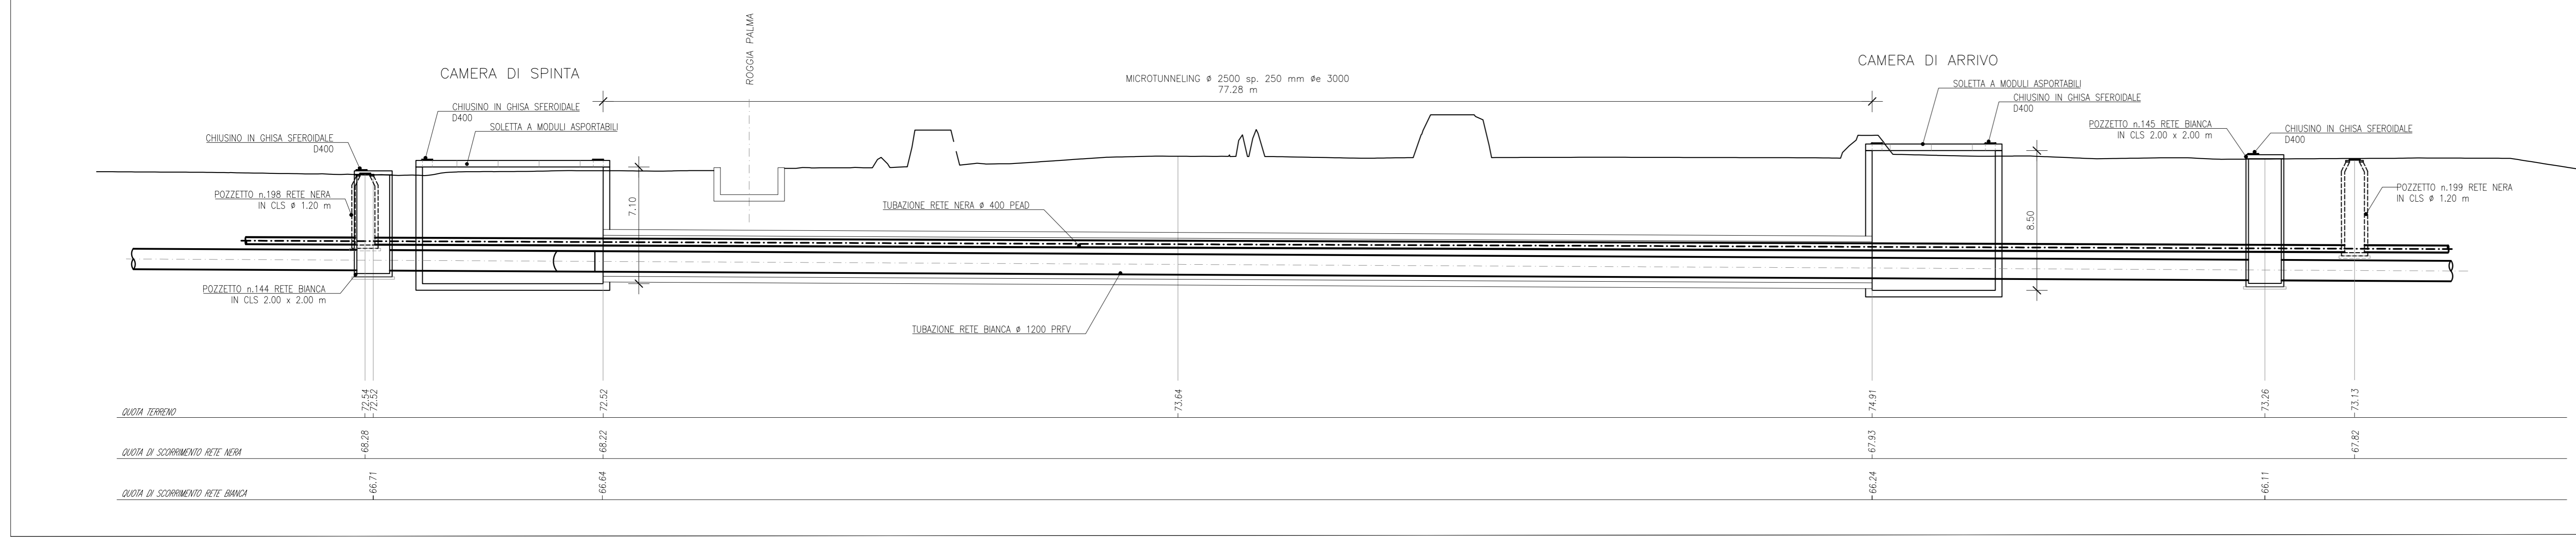 ROGGIA PALMA
CAMERA DI SPINTA
CHIUSINO IN GHISA SFEROIDALE
D400
SOLETTA A MODULI ASPORTABILI
CHIUSINO IN GHISA SFEROIDALE
D400
POZZETTO n.198 RETE NERA
IN CLS ø 1.20 m
POZZETTO n.144 RETE BIANCA
IN CLS 2.00 x 2.00 m
7.10
MICROTUNNELING ø 2500 sp. 250 mm øe 3000
77.28 m
TUBAZIONE RETE NERA ø 400 PEAD
TUBAZIONE RETE BIANCA ø 1200 PRFV
CAMERA DI ARRIVO
SOLETTA A MODULI ASPORTABILI
CHIUSINO IN GHISA SFEROIDALE
D400
8.50
POZZETTO n.145 RETE BIANCA
IN CLS 2.00 x 2.00 m
CHIUSINO IN GHISA SFEROIDALE
D400
POZZETTO n.199 RETE NERA
IN CLS ø 1.20 m
QUOTA TERRENO
72.54
72.52
72.52
73.64
74.91
73.26
73.13
QUOTA DI SCORRIMENTO RETE NERA
68.28
68.22
67.93
67.82
QUOTA DI SCORRIMENTO RETE BIANCA
66.71
66.64
66.24
66.11